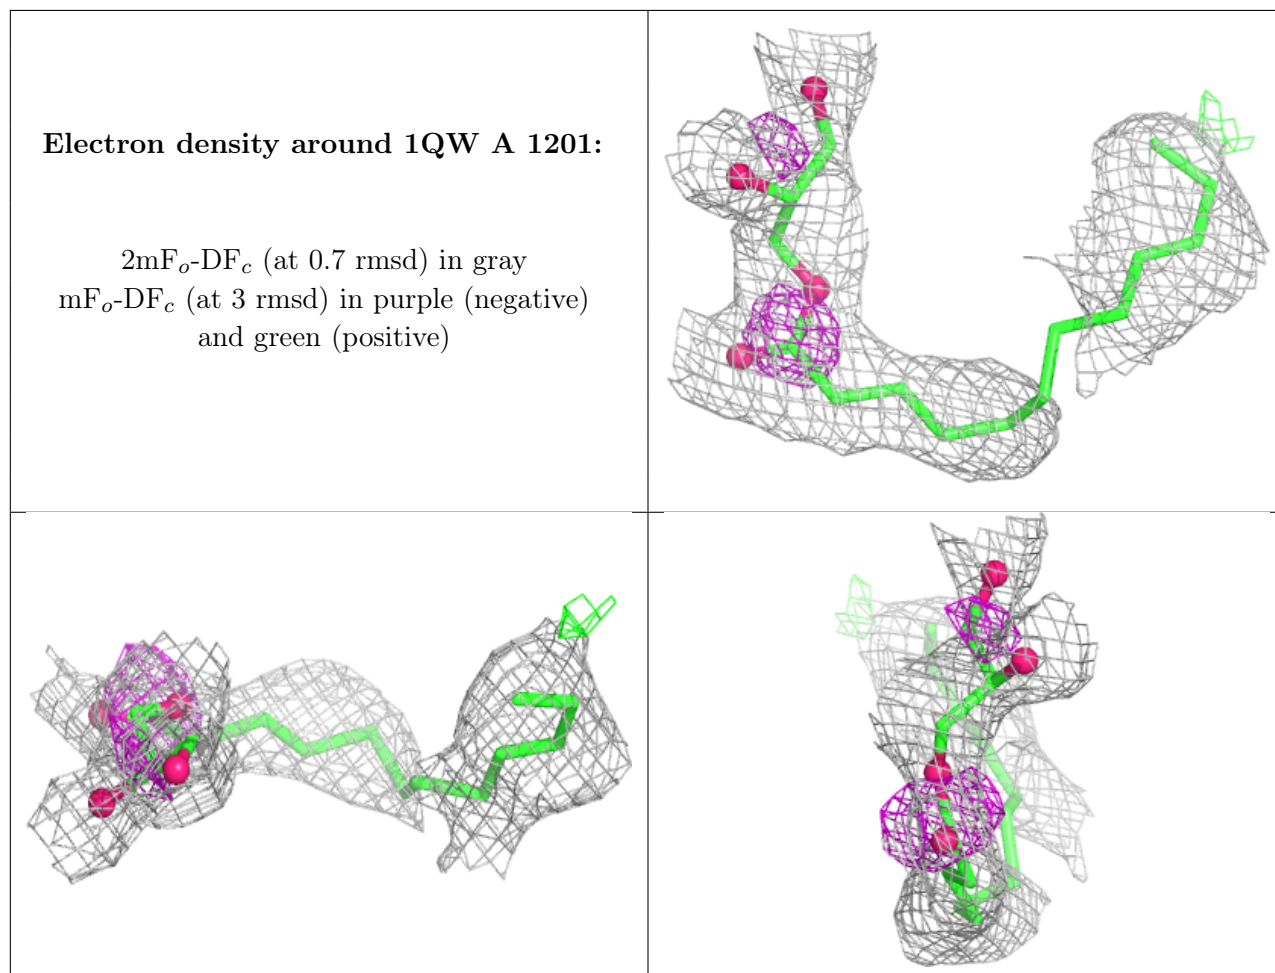 Electron density around 1QW A 1201:
2mFo-DFc (at 0.7 rmsd) in gray
mFo-DFc (at 3 rmsd) in purple (negative)
and green (positive)